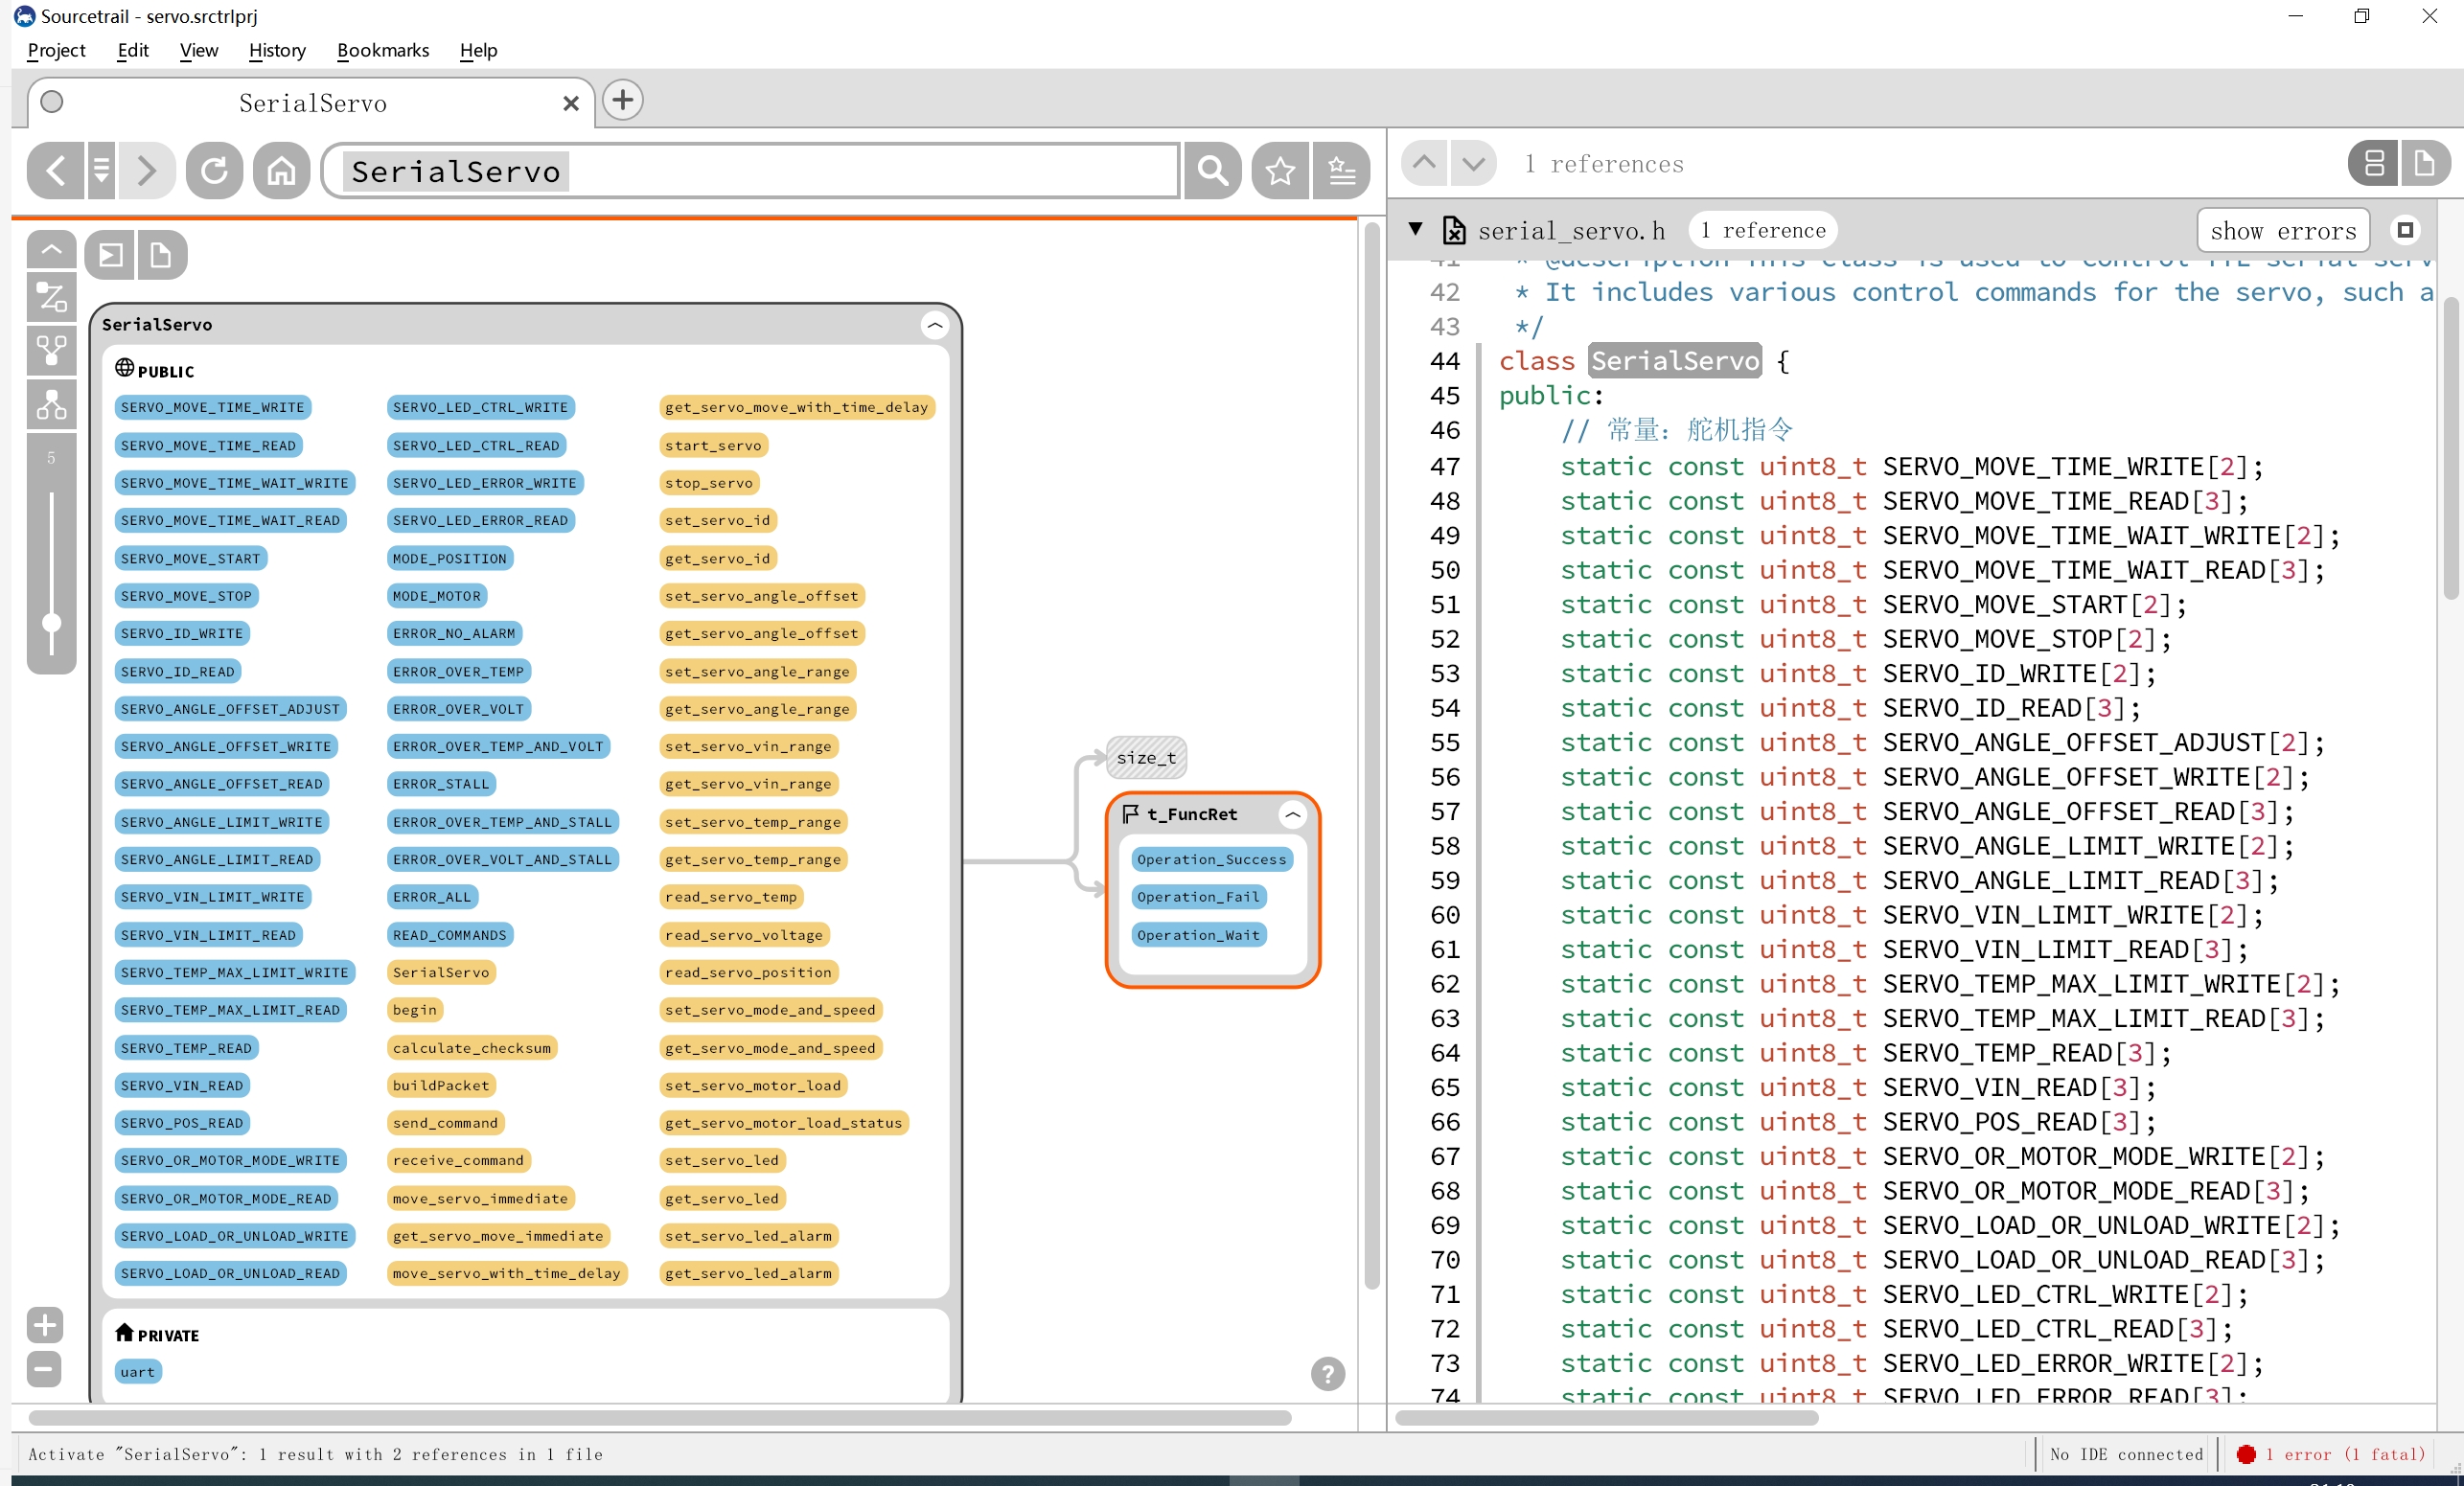 Sourcetrail - servo.srctrlprj
Project Edit View History Bookmarks Help
SerialServo
SerialServo
5
SerialServo
PUBLIC
SERVO_MOVE_TIME_WRITE
SERVO_MOVE_TIME_READ
SERVO_MOVE_TIME_WAIT_WRITE
SERVO_MOVE_TIME_WAIT_READ
SERVO_MOVE_START
SERVO_MOVE_STOP
SERVO_ID_WRITE
SERVO_ID_READ
SERVO_ANGLE_OFFSET_ADJUST
SERVO_ANGLE_OFFSET_WRITE
SERVO_ANGLE_OFFSET_READ
SERVO_ANGLE_LIMIT_WRITE
SERVO_ANGLE_LIMIT_READ
SERVO_VIN_LIMIT_WRITE
SERVO_VIN_LIMIT_READ
SERVO_TEMP_MAX_LIMIT_WRITE
SERVO_TEMP_MAX_LIMIT_READ
SERVO_TEMP_READ
SERVO_VIN_READ
SERVO_POS_READ
SERVO_OR_MOTOR_MODE_WRITE
SERVO_OR_MOTOR_MODE_READ
SERVO_LOAD_OR_UNLOAD_WRITE
SERVO_LOAD_OR_UNLOAD_READ
SERVO_LED_CTRL_WRITE
SERVO_LED_CTRL_READ
SERVO_LED_ERROR_WRITE
SERVO_LED_ERROR_READ
MODE_POSITION
MODE_MOTOR
ERROR_NO_ALARM
ERROR_OVER_TEMP
ERROR_OVER_VOLT
ERROR_OVER_TEMP_AND_VOLT
ERROR_STALL
ERROR_OVER_TEMP_AND_STALL
ERROR_OVER_VOLT_AND_STALL
ERROR_ALL
READ_COMMANDS
SerialServo
begin
calculate_checksum
buildPacket
send_command
receive_command
move_servo_immediate
get_servo_move_immediate
move_servo_with_time_delay
get_servo_move_with_time_delay
start_servo
stop_servo
set_servo_id
get_servo_id
set_servo_angle_offset
get_servo_angle_offset
set_servo_angle_range
get_servo_angle_range
set_servo_vin_range
get_servo_vin_range
set_servo_temp_range
get_servo_temp_range
read_servo_temp
read_servo_voltage
read_servo_position
set_servo_mode_and_speed
get_servo_mode_and_speed
set_servo_motor_load
get_servo_motor_load_status
set_servo_led
get_servo_led
set_servo_led_alarm
get_servo_led_alarm
PRIVATE
uart
size_t
t_FuncRet
Operation_Success
Operation_Fail
Operation_Wait
?
1 references
serial_servo.h 1 reference show errors
42 * It includes various control commands for the servo, such a
43 */
44 class SerialServo {
45 public:
46 // 常量：舵机指令
47 static const uint8_t SERVO_MOVE_TIME_WRITE[2];
48 static const uint8_t SERVO_MOVE_TIME_READ[3];
49 static const uint8_t SERVO_MOVE_TIME_WAIT_WRITE[2];
50 static const uint8_t SERVO_MOVE_TIME_WAIT_READ[3];
51 static const uint8_t SERVO_MOVE_START[2];
52 static const uint8_t SERVO_MOVE_STOP[2];
53 static const uint8_t SERVO_ID_WRITE[2];
54 static const uint8_t SERVO_ID_READ[3];
55 static const uint8_t SERVO_ANGLE_OFFSET_ADJUST[2];
56 static const uint8_t SERVO_ANGLE_OFFSET_WRITE[2];
57 static const uint8_t SERVO_ANGLE_OFFSET_READ[3];
58 static const uint8_t SERVO_ANGLE_LIMIT_WRITE[2];
59 static const uint8_t SERVO_ANGLE_LIMIT_READ[3];
60 static const uint8_t SERVO_VIN_LIMIT_WRITE[2];
61 static const uint8_t SERVO_VIN_LIMIT_READ[3];
62 static const uint8_t SERVO_TEMP_MAX_LIMIT_WRITE[2];
63 static const uint8_t SERVO_TEMP_MAX_LIMIT_READ[3];
64 static const uint8_t SERVO_TEMP_READ[3];
65 static const uint8_t SERVO_VIN_READ[3];
66 static const uint8_t SERVO_POS_READ[3];
67 static const uint8_t SERVO_OR_MOTOR_MODE_WRITE[2];
68 static const uint8_t SERVO_OR_MOTOR_MODE_READ[3];
69 static const uint8_t SERVO_LOAD_OR_UNLOAD_WRITE[2];
70 static const uint8_t SERVO_LOAD_OR_UNLOAD_READ[3];
71 static const uint8_t SERVO_LED_CTRL_WRITE[2];
72 static const uint8_t SERVO_LED_CTRL_READ[3];
73 static const uint8_t SERVO_LED_ERROR_WRITE[2];
74 static const uint8_t SERVO_LED_ERROR_READ[3];
Activate "SerialServo": 1 result with 2 references in 1 file
No IDE connected
1 error (1 fatal)